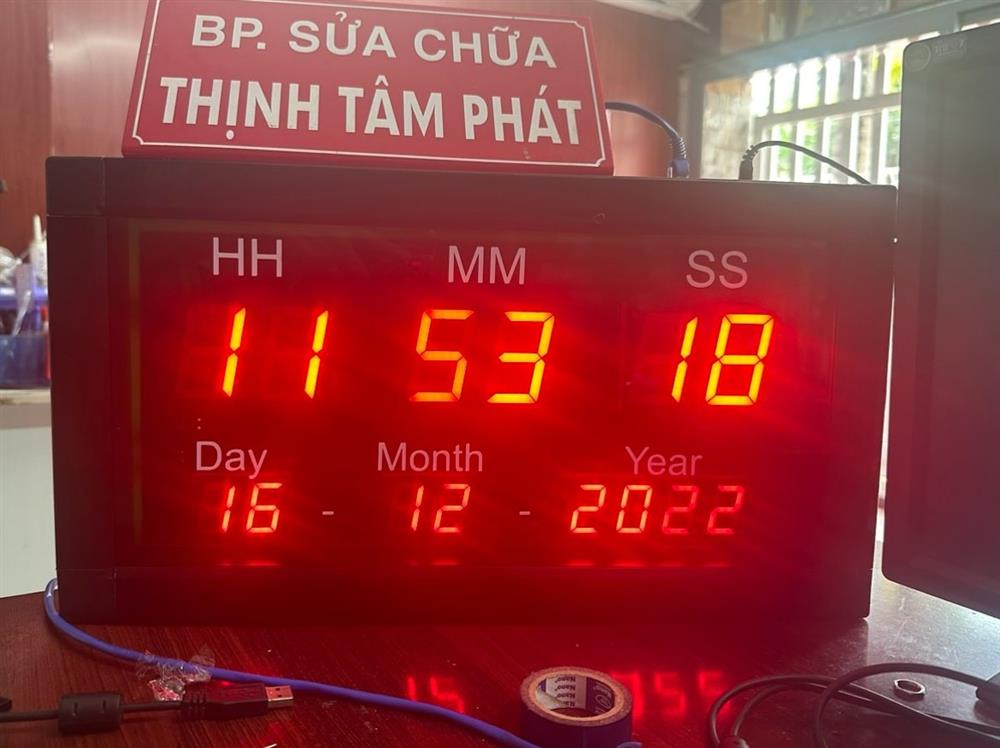 BP. SỬA CHỮA
THỊNH TÂM PHÁT
HH MM SS
11 53 18
Day Month Year
16 - 12 - 2022